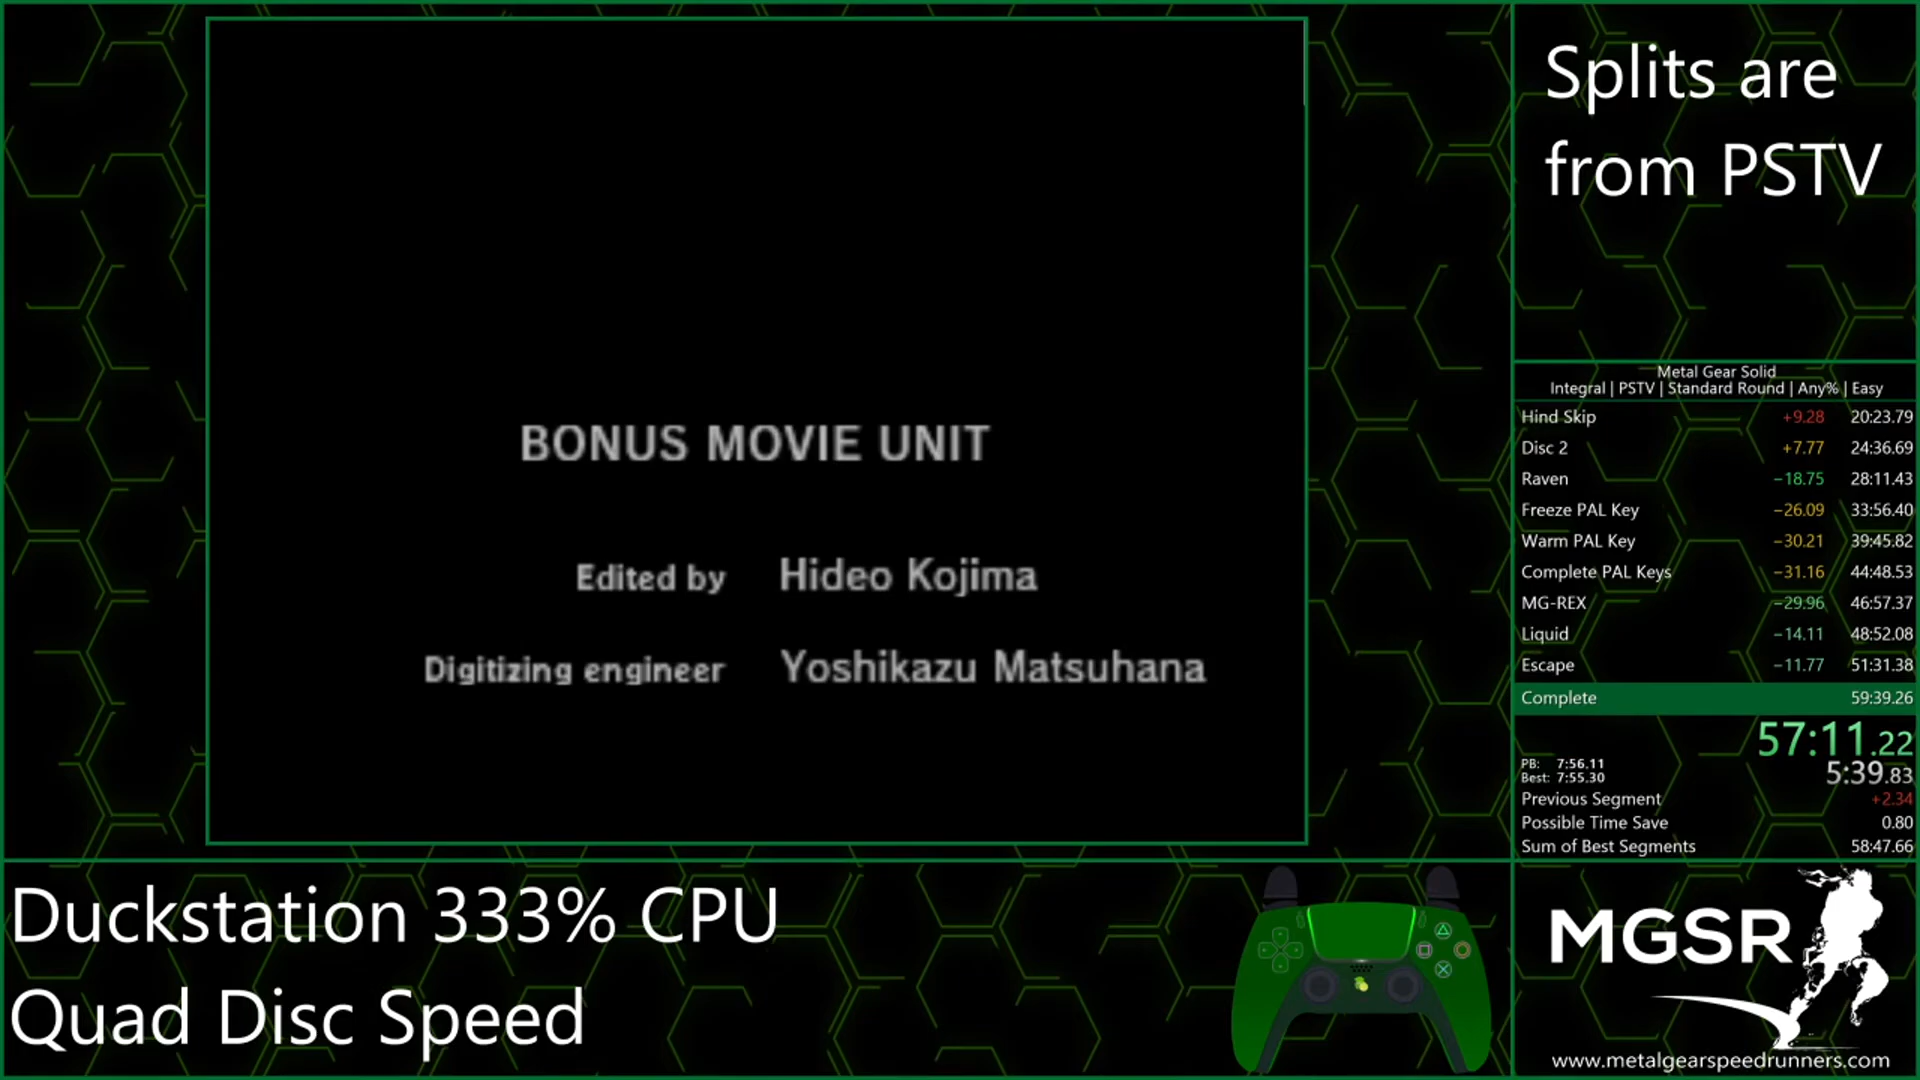 BONUS MOVIE UNIT
Edited by Hideo Kojima
Digitizing engineer Yoshikazu Matsuhana
Splits are
from PSTV
Metal Gear Solid
Integral | PSTV | Standard Round | Any% | Easy
Hind Skip +9.28 20:23.79
Disc 2 +7.77 24:36.69
Raven −18.75 28:11.43
Freeze PAL Key −26.09 33:56.40
Warm PAL Key −30.21 39:45.82
Complete PAL Keys −31.16 44:48.53
MG-REX −29.96 46:57.37
Liquid −14.11 48:52.08
Escape −11.77 51:31.38
Complete 59:39.26
57:11.22
PB: 7:56.11
Best: 7:55.30
5:39.83
Previous Segment +2.34
Possible Time Save 0.80
Sum of Best Segments 58:47.66
Duckstation 333% CPU
Quad Disc Speed
MGSR
www.metalgearspeedrunners.com